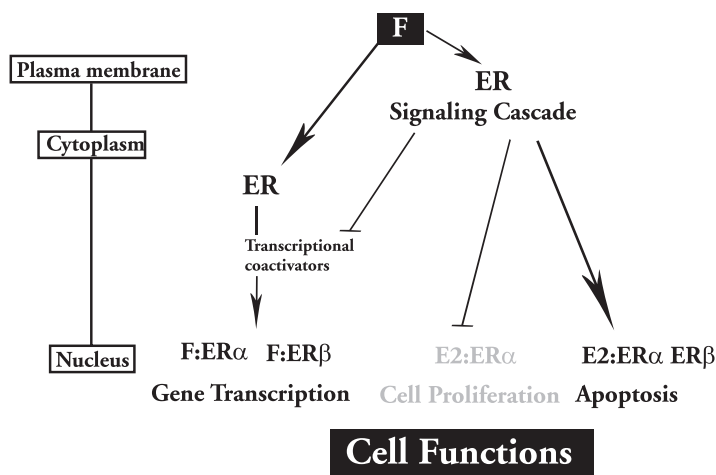 F
Plasma membrane
ER
Signaling Cascade
Cytoplasm
ER
Transcriptional
coactivators
Nucleus
F:ERα F:ERβ
E2:ERα
E2:ERα ERβ
Gene Transcription
Cell Proliferation
Apoptosis
Cell Functions